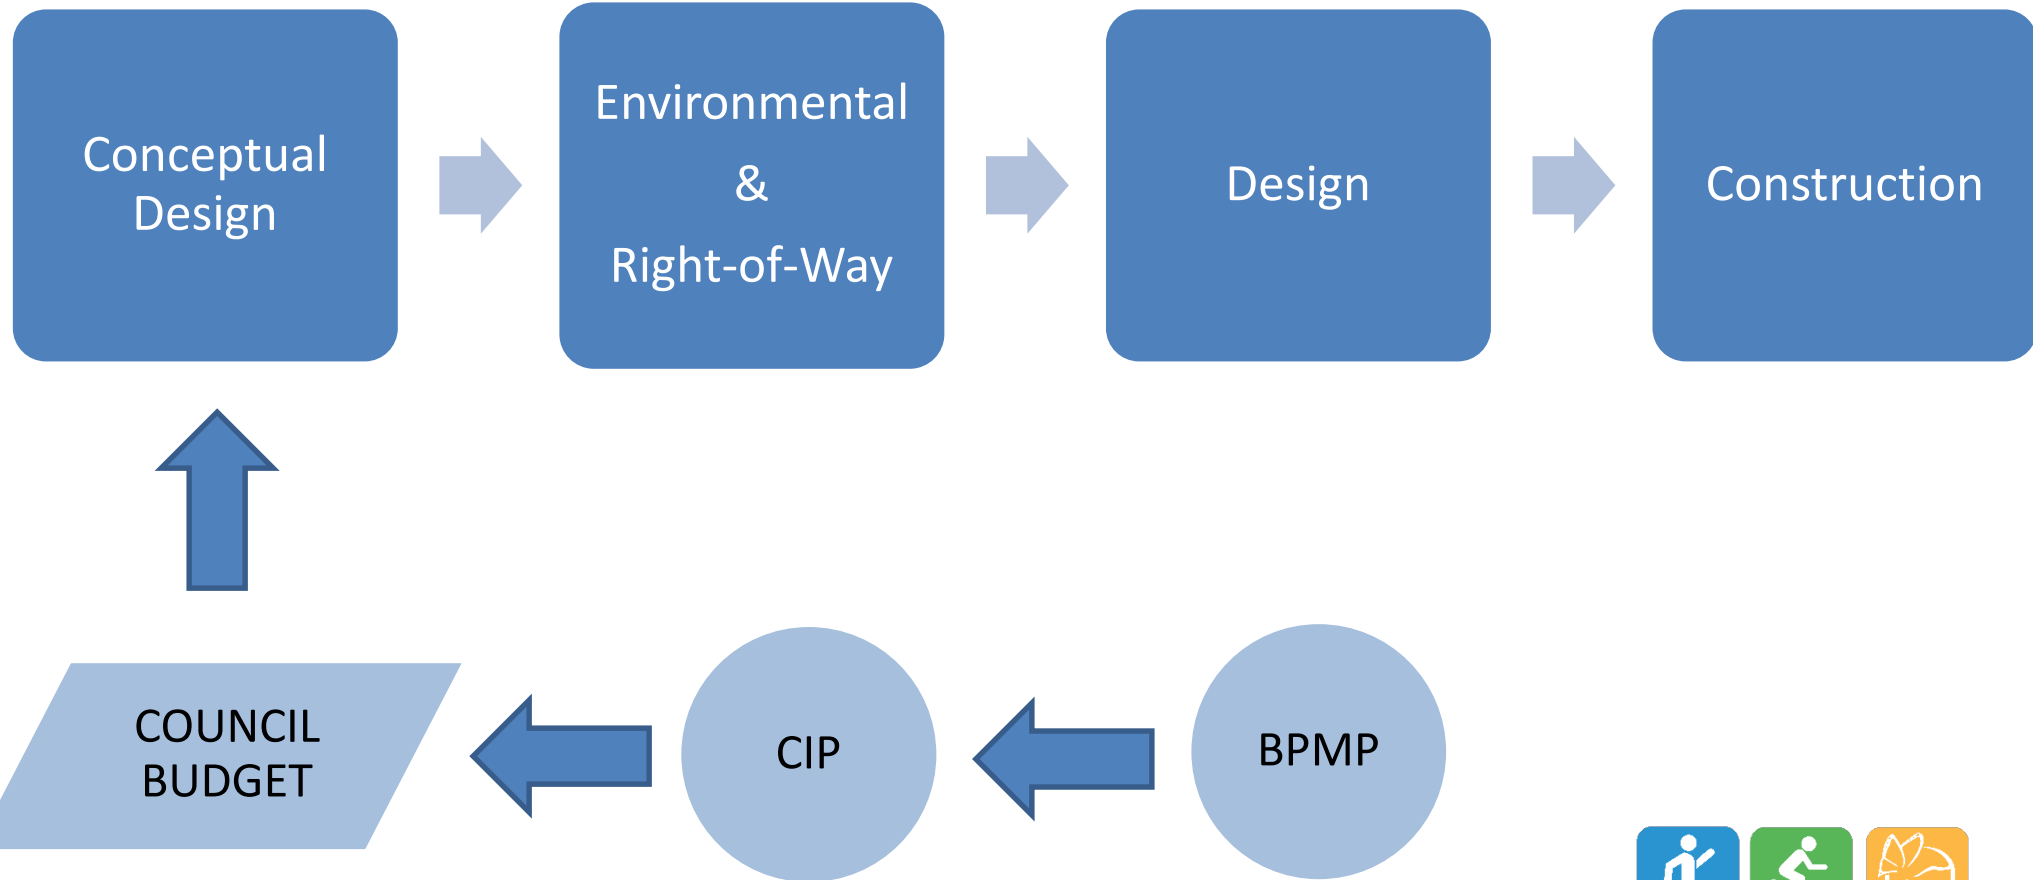 Conceptual
Design
Environmental
&
Right-of-Way
Design
Construction
COUNCIL
BUDGET
CIP
BPMP